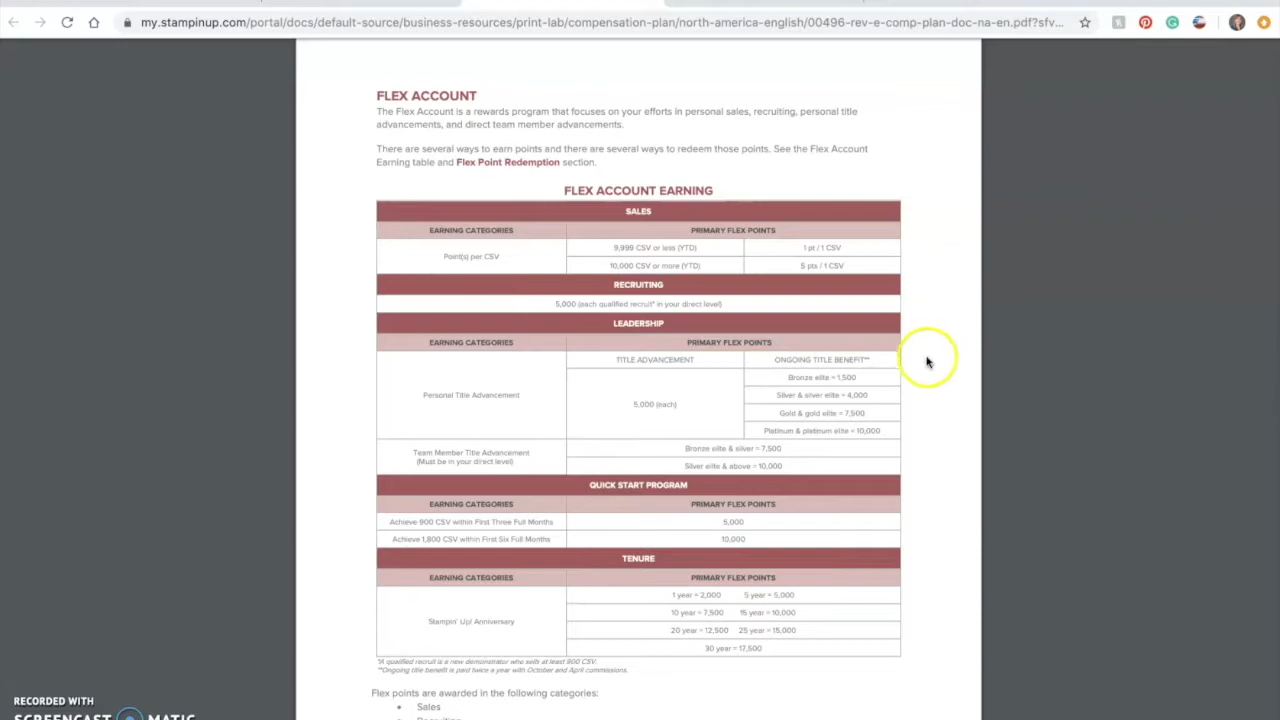 my.stampinup.com/portal/docs/default-source/business-resources/print-lab/compensation-plan/north-america-english/00496-rev-e-comp-plan-doc-na-en.pdf?sfv...
FLEX ACCOUNT
The Flex Account is a rewards program that focuses on your efforts in personal sales, recruiting, personal title
advancements, and direct team member advancements.
There are several ways to earn points and there are several ways to redeem those points. See the Flex Account
Earning table and Flex Point Redemption section.
FLEX ACCOUNT EARNING
SALES
EARNING CATEGORIES PRIMARY FLEX POINTS
Point(s) per CSV
9,999 CSV or less (YTD) 1 pt / 1 CSV
10,000 CSV or more (YTD) 5 pts / 1 CSV
RECRUITING
5,000 (each qualified recruit* in your direct level)
LEADERSHIP
EARNING CATEGORIES PRIMARY FLEX POINTS
TITLE ADVANCEMENT ONGOING TITLE BENEFIT**
Personal Title Advancement
5,000 (each)
Bronze elite = 1,500
Silver & silver elite = 4,000
Gold & gold elite = 7,500
Platinum & platinum elite = 10,000
Team Member Title Advancement
(Must be in your direct level)
Bronze elite & silver = 7,500
Silver elite & above = 10,000
QUICK START PROGRAM
EARNING CATEGORIES PRIMARY FLEX POINTS
Achieve 900 CSV within First Three Full Months 5,000
Achieve 1,800 CSV within First Six Full Months 10,000
TENURE
EARNING CATEGORIES PRIMARY FLEX POINTS
Stampin' Up! Anniversary
1 year = 2,000 5 year = 5,000
10 year = 7,500 15 year = 10,000
20 year = 12,500 25 year = 15,000
30 year = 17,500
*A qualified recruit is a new demonstrator who sells at least 900 CSV.
**Ongoing title benefit is paid twice a year with October and April commissions.
Flex points are awarded in the following categories:
• Sales
• Recruiting
RECORDED WITH
SCREENCAST MATIC